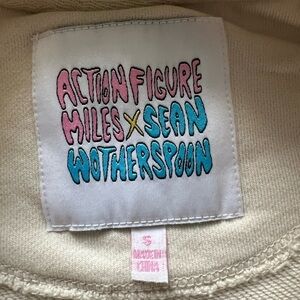 ACTION FIGURE
MILES X SEAN
WOTHERSPOON
S
MADE IN
CHINA